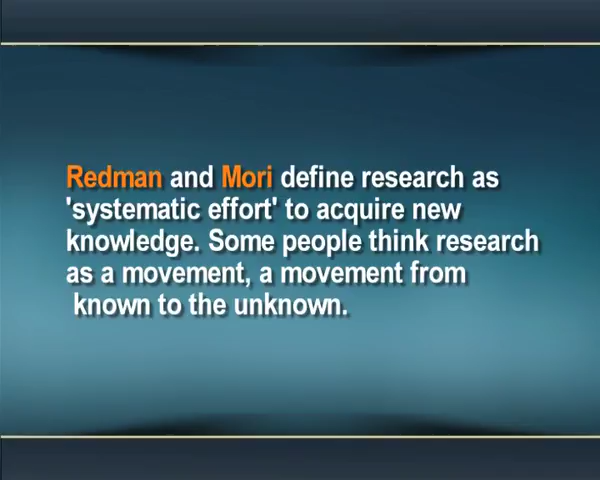 Redman and Mori define research as
'systematic effort' to acquire new
knowledge. Some people think research
as a movement, a movement from
known to the unknown.